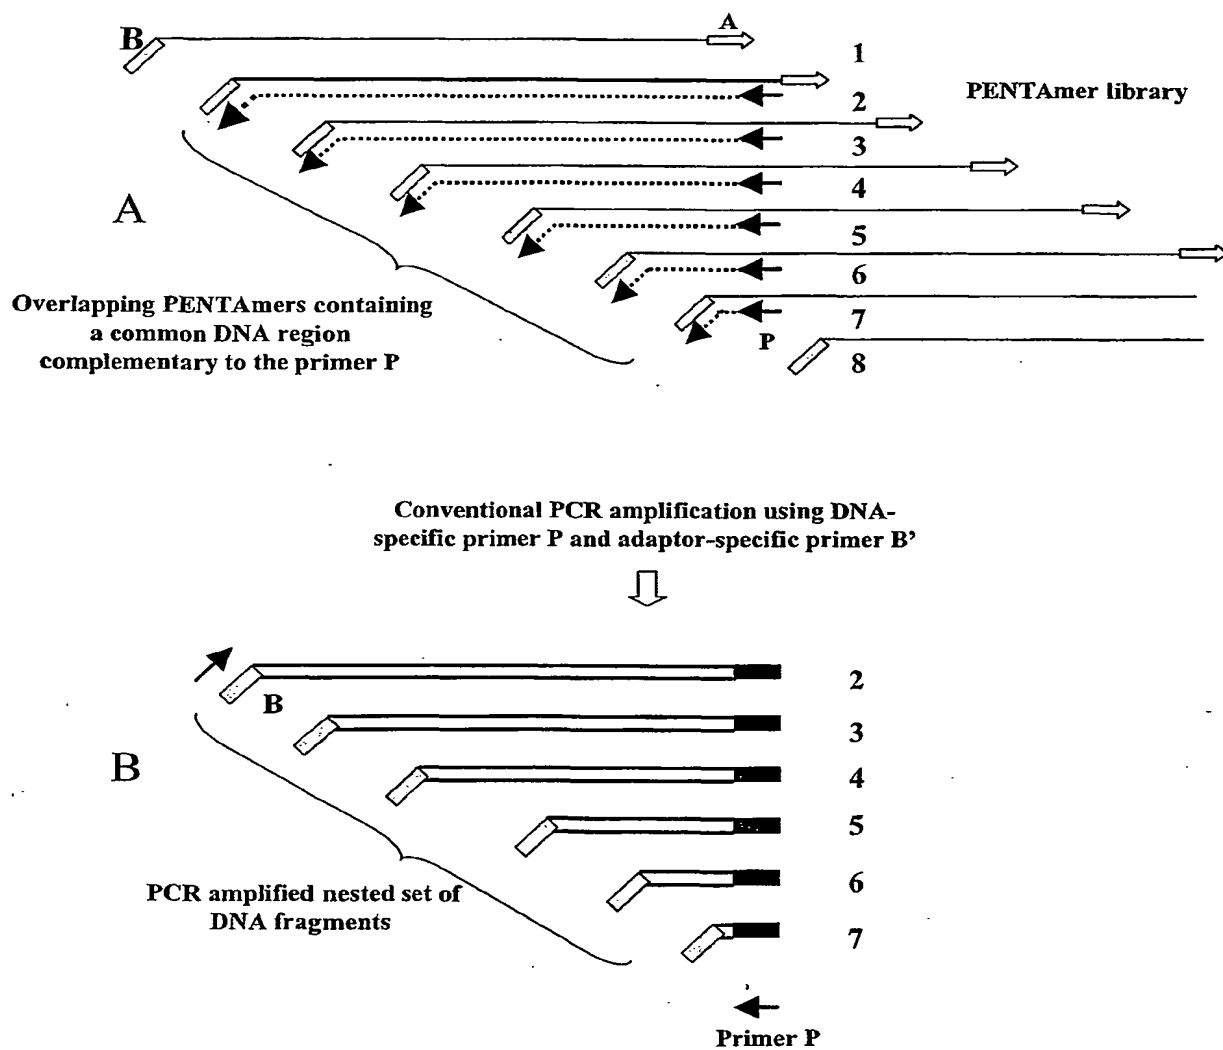 A
B
1
2
PENTAmer library
3
A
4
5
6
Overlapping PENTAmers containing
a common DNA region
complementary to the primer P
7
P
8
Conventional PCR amplification using DNA-
specific primer P and adaptor-specific primer B'
2
B
3
B
4
5
PCR amplified nested set of
DNA fragments
6
7
Primer P